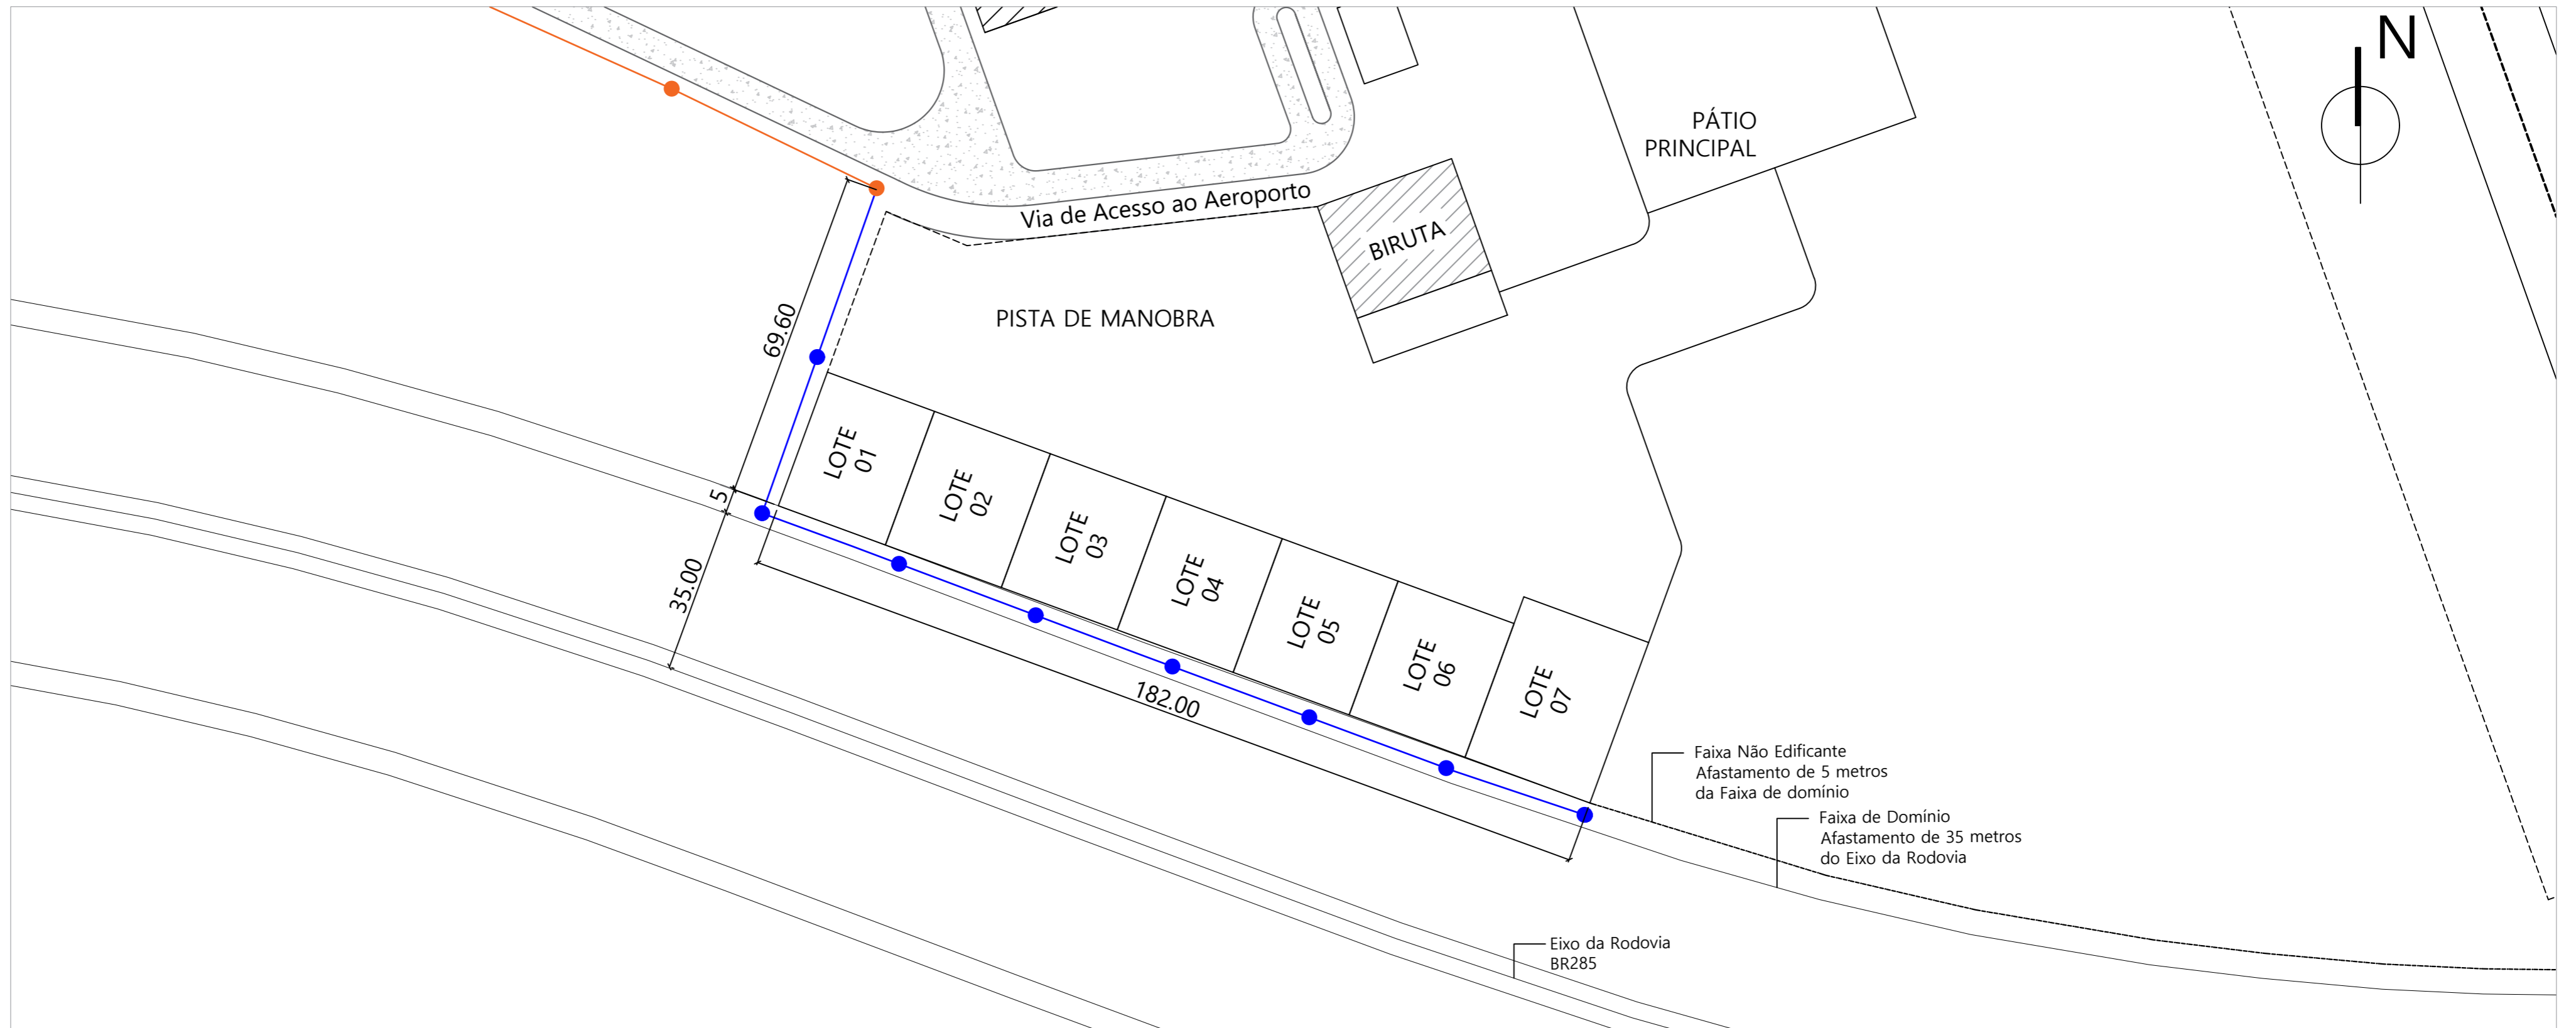 N
PÁTIO
PRINCIPAL
Via de Acesso ao Aeroporto
BIRUTA
PISTA DE MANOBRA
69.60
5
35.00
182.00
LOTE
01
LOTE
02
LOTE
03
LOTE
04
LOTE
05
LOTE
06
LOTE
07
Faixa Não Edificante
Afastamento de 5 metros
da Faixa de domínio
Faixa de Domínio
Afastamento de 35 metros
do Eixo da Rodovia
Eixo da Rodovia
BR285